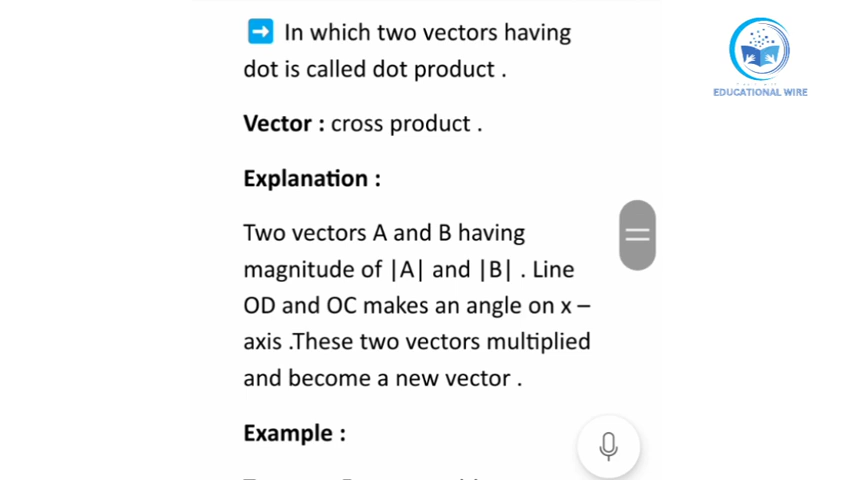 ➡ In which two vectors having
dot is called dot product .
EDUCATIONAL WIRE
Vector : cross product .
Explanation :
Two vectors A and B having
magnitude of |A| and |B| . Line
OD and OC makes an angle on x –
axis .These two vectors multiplied
and become a new vector .
Example :